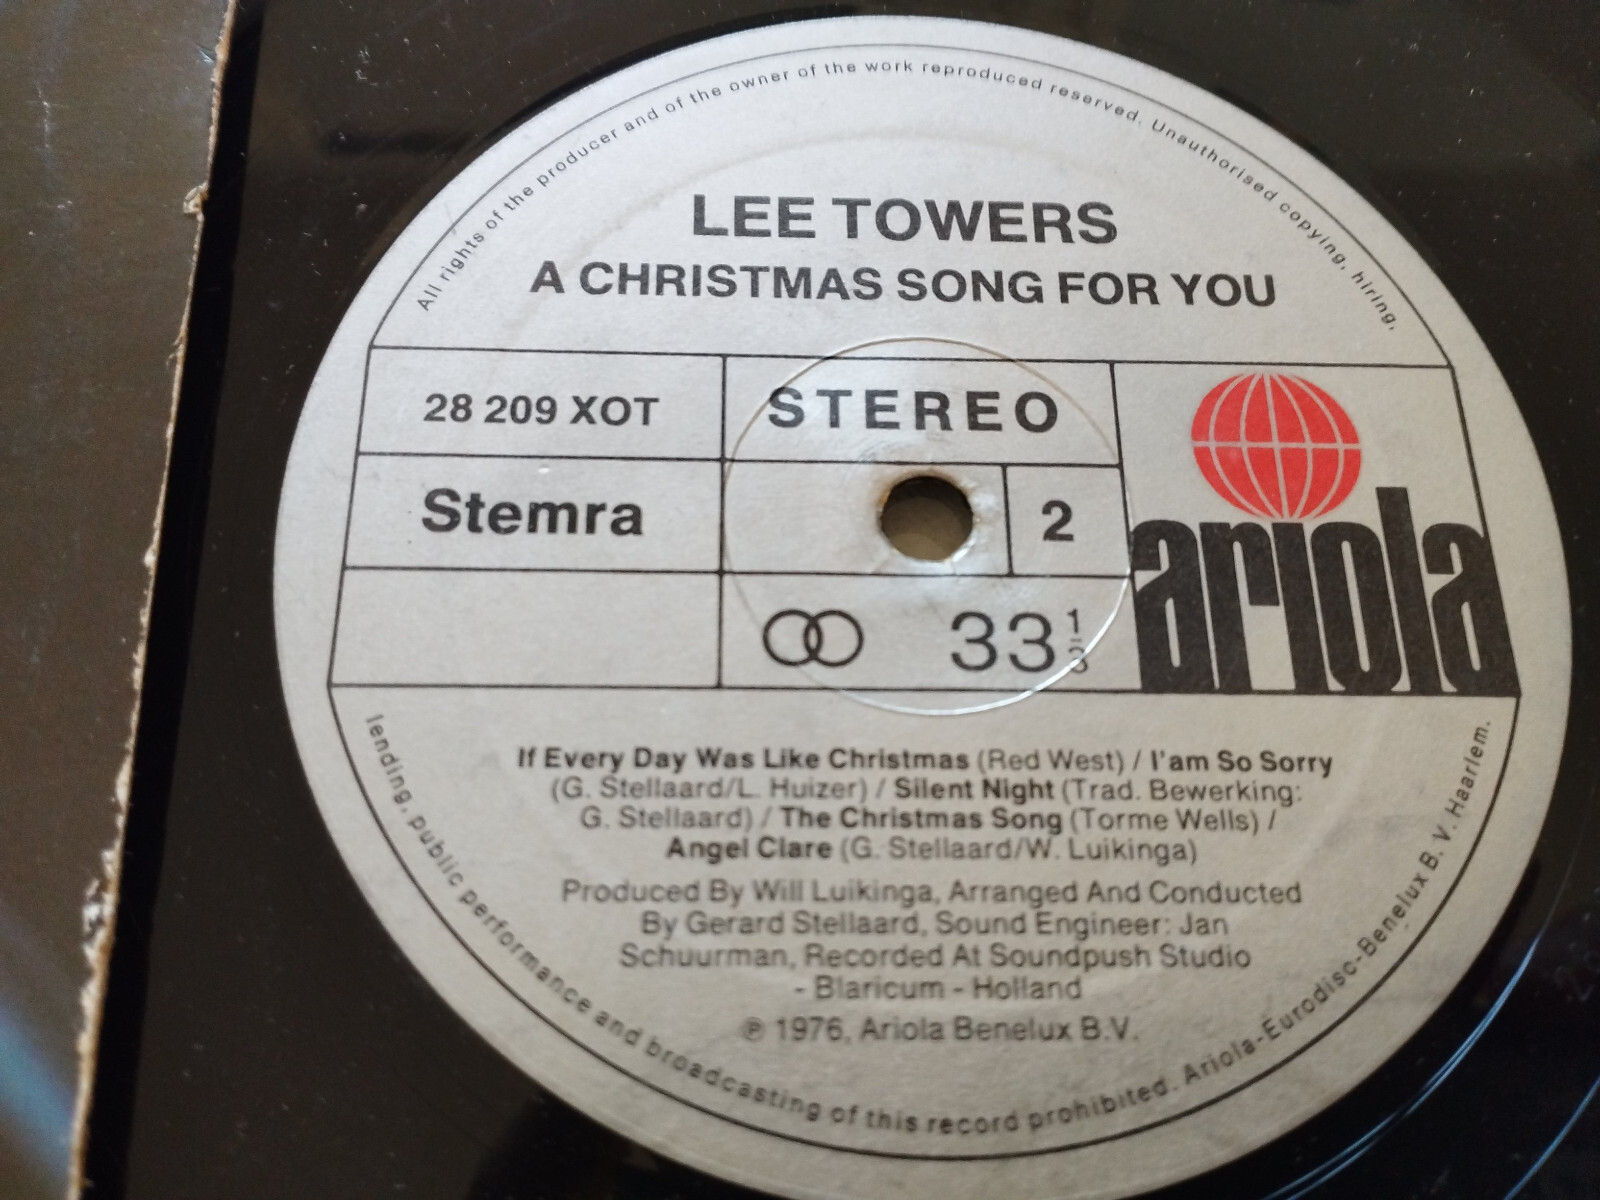 All rights of the producer and of the owner of the work reproduced reserved. Unauthorised copying, hiring,
LEE TOWERS
A CHRISTMAS SONG FOR YOU
28 209 XOT
STEREO
Stemra
2
33 1/3
ariola
If Every Day Was Like Christmas (Red West) / I'am So Sorry
(G. Stellaard/L. Huizer) / Silent Night (Trad. Bewerking:
G. Stellaard) / The Christmas Song (Torme Wells) /
Angel Clare (G. Stellaard/W. Luikinga)
Produced By Will Luikinga, Arranged And Conducted
By Gerard Stellaard, Sound Engineer: Jan
Schuurman, Recorded At Soundpush Studio
- Blaricum - Holland
℗ 1976, Ariola Benelux B.V.
lending, public performance and broadcasting of this record prohibited. Ariola-Eurodisc-Benelux B.V. Haarlem.